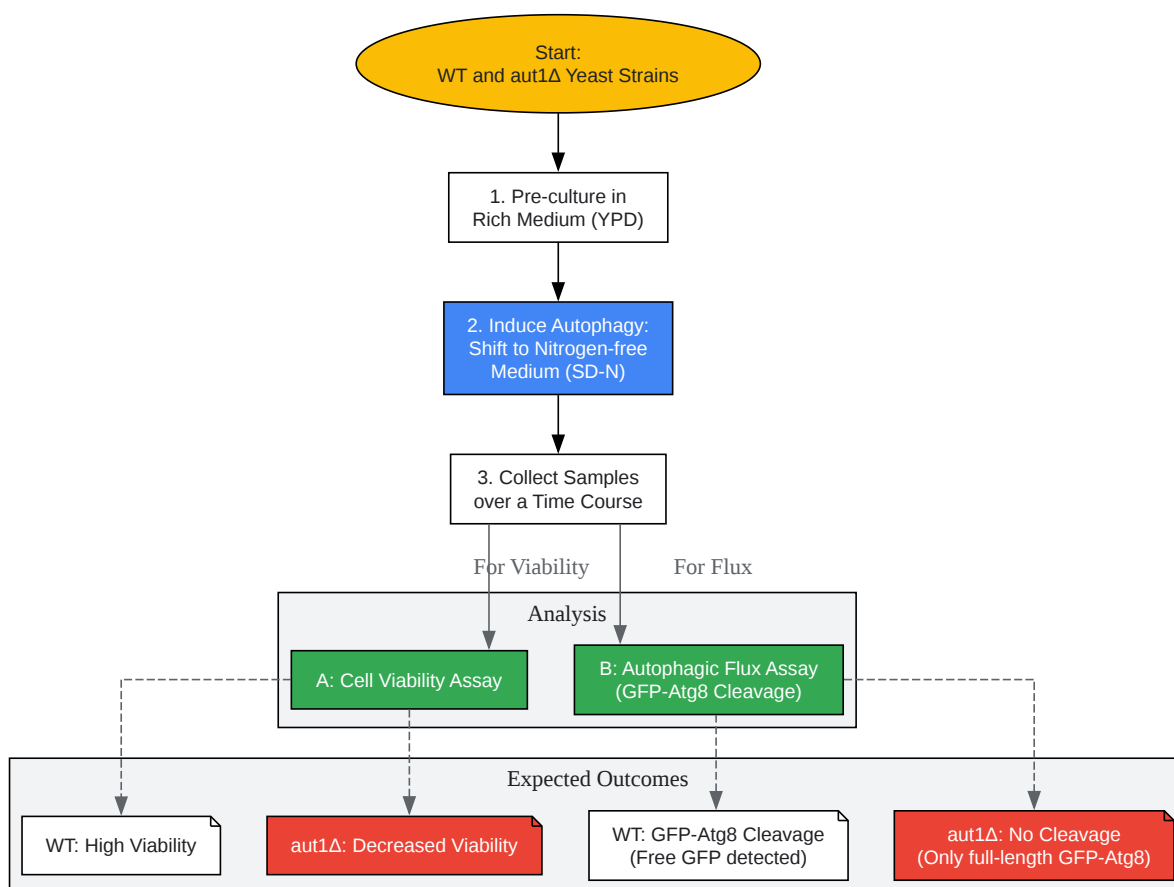 Start:
WT and aut1Δ Yeast Strains
1. Pre-culture in
Rich Medium (YPD)
2. Induce Autophagy:
Shift to Nitrogen-free
Medium (SD-N)
3. Collect Samples
over a Time Course
For Viability
For Flux
Analysis
A: Cell Viability Assay
B: Autophagic Flux Assay
(GFP-Atg8 Cleavage)
Expected Outcomes
WT: High Viability
aut1Δ: Decreased Viability
WT: GFP-Atg8 Cleavage
(Free GFP detected)
aut1Δ: No Cleavage
(Only full-length GFP-Atg8)